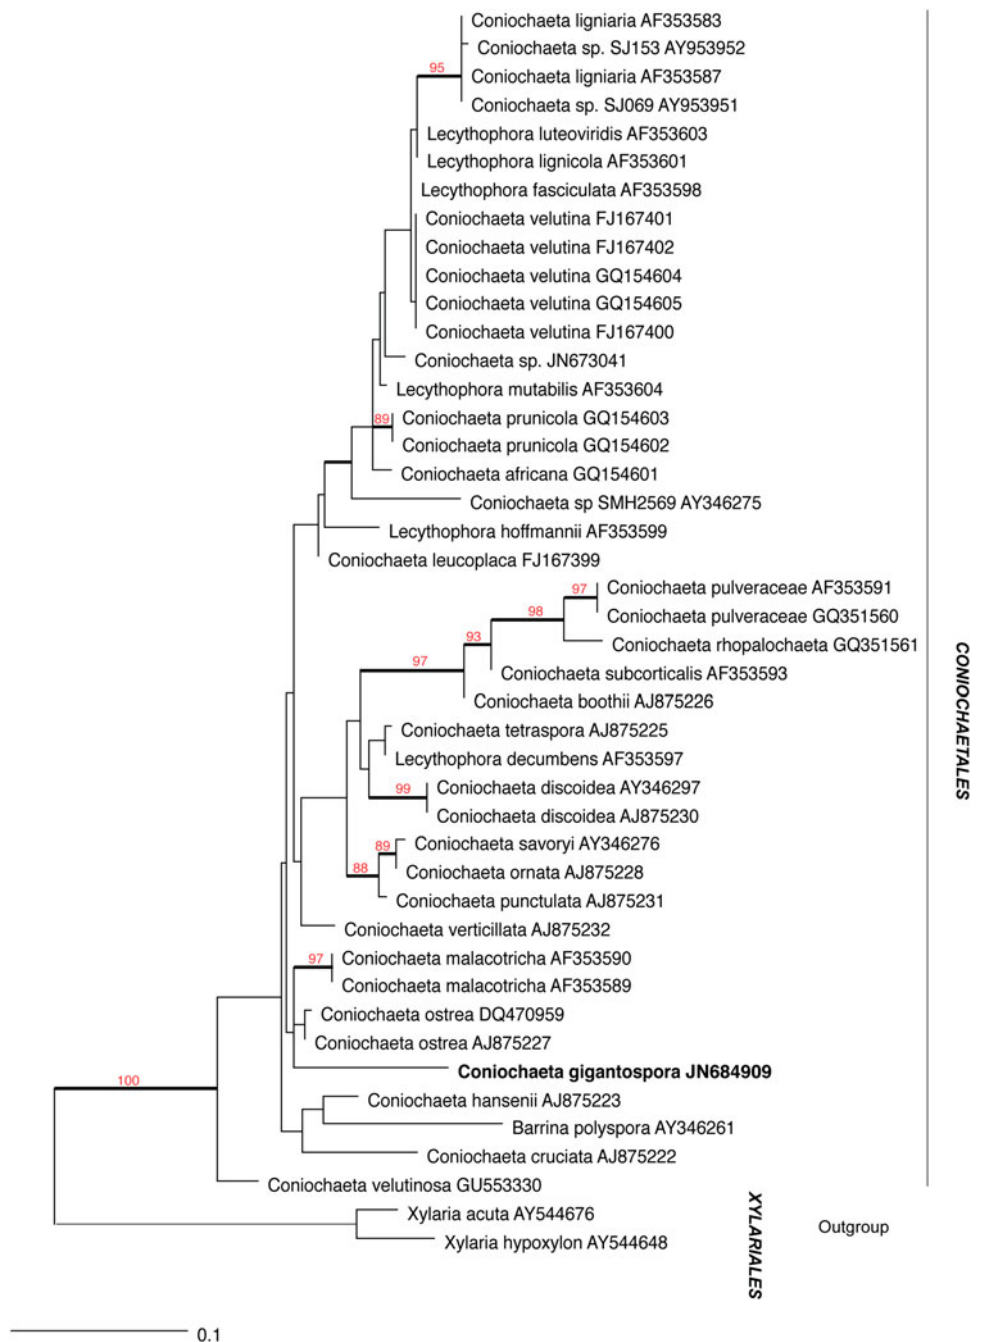 Coniochaeta ligniaria AF353583
Coniochaeta sp. SJ153 AY953952
95
Coniochaeta ligniaria AF353587
Coniochaeta sp. SJ069 AY953951
Lecythophora luteoviridis AF353603
Lecythophora lignicola AF353601
Lecythophora fasciculata AF353598
Coniochaeta velutina FJ167401
Coniochaeta velutina FJ167402
Coniochaeta velutina GQ154604
Coniochaeta velutina GQ154605
Coniochaeta velutina FJ167400
Coniochaeta sp. JN673041
Lecythophora mutabilis AF353604
89
Coniochaeta prunicola GQ154603
Coniochaeta prunicola GQ154602
Coniochaeta africana GQ154601
Coniochaeta sp SMH2569 AY346275
Lecythophora hoffmannii AF353599
Coniochaeta leucoplaca FJ167399
97
Coniochaeta pulveraceae AF353591
98
Coniochaeta pulveraceae GQ351560
93
Coniochaeta rhopalochaeta GQ351561
97
Coniochaeta subcorticalis AF353593
Coniochaeta boothii AJ875226
Coniochaeta tetraspora AJ875225
Lecythophora decumbens AF353597
99
Coniochaeta discoidea AY346297
Coniochaeta discoidea AJ875230
89
Coniochaeta savoryi AY346276
88
Coniochaeta ornata AJ875228
Coniochaeta punctulata AJ875231
Coniochaeta verticillata AJ875232
97
Coniochaeta malacotricha AF353590
Coniochaeta malacotricha AF353589
Coniochaeta ostrea DQ470959
Coniochaeta ostrea AJ875227
Coniochaeta gigantospora JN684909
100
Coniochaeta hansenii AJ875223
Barrina polyspora AY346261
Coniochaeta cruciata AJ875222
Coniochaeta velutinosa GU553330
CONIOCHAETALES
Xylaria acuta AY544676
Xylaria hypoxylon AY544648
XYLARIALES
Outgroup
0.1